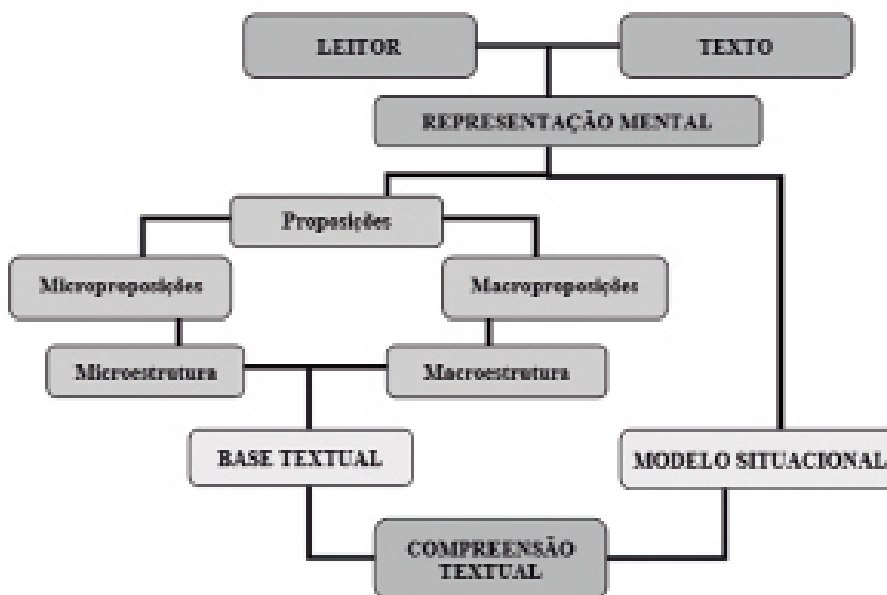 LEITOR
TEXTO
REPRESENTAÇÃO MENTAL
Proposições
Microproposições
Macroproposições
Microestrutura
Macroestrutura
BASE TEXTUAL
MODELO SITUACIONAL
COMPREENSÃO
TEXTUAL